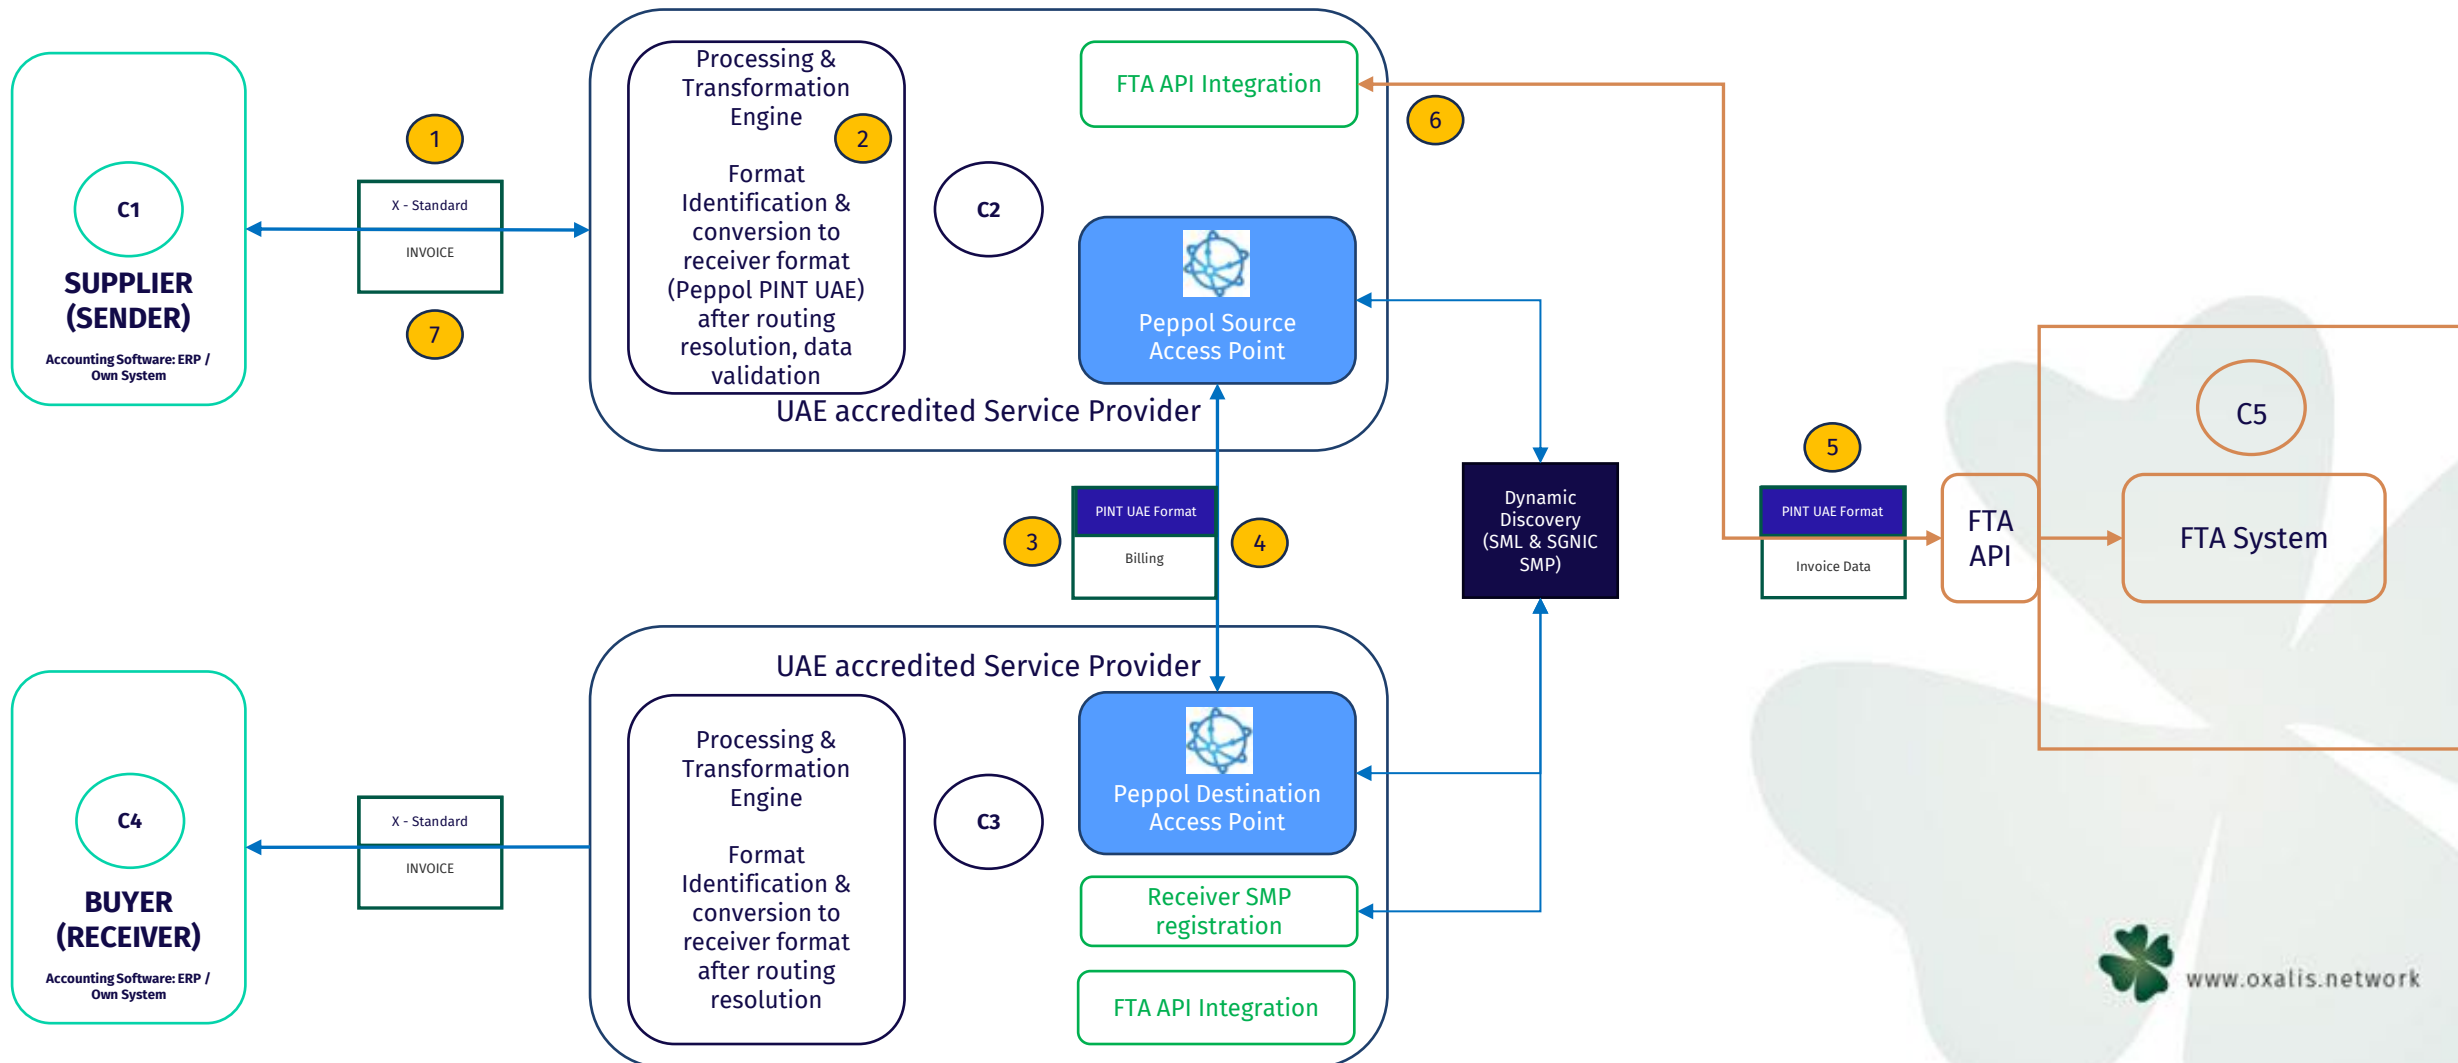 C1
SUPPLIER
(SENDER)
Accounting Software: ERP /
Own System
1
X - Standard
INVOICE
7
Processing &
Transformation
Engine
2
Format
Identification &
conversion to
receiver format
(Peppol PINT UAE)
after routing
resolution, data
validation
C2
FTA API Integration
6
Peppol Source
Access Point
UAE accredited Service Provider
3
PINT UAE Format
Billing
4
Dynamic
Discovery
(SML & SGNIC
SMP)
5
PINT UAE Format
Invoice Data
FTA
API
C5
FTA System
C4
BUYER
(RECEIVER)
Accounting Software: ERP /
Own System
X - Standard
INVOICE
UAE accredited Service Provider
Processing &
Transformation
Engine
Format
Identification &
conversion to
receiver format
after routing
resolution
C3
Peppol Destination
Access Point
Receiver SMP
registration
FTA API Integration
www.oxalis.network